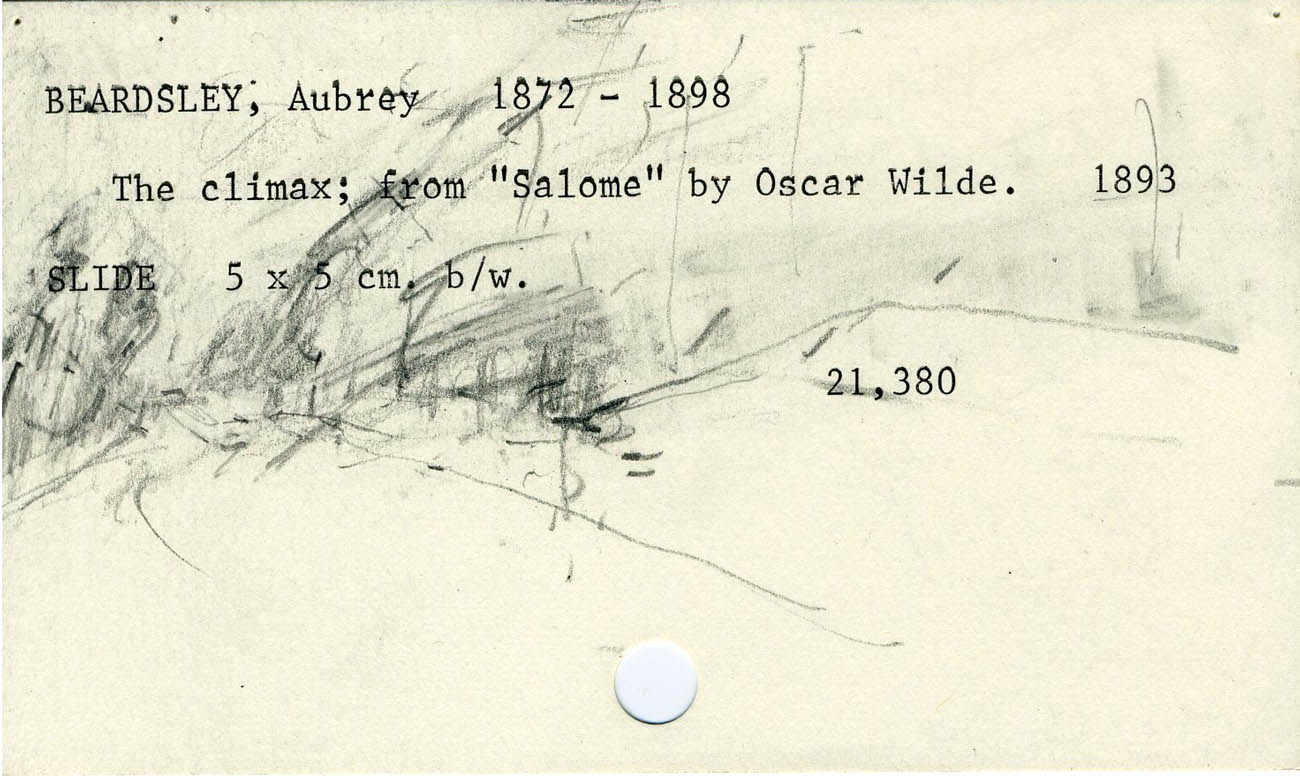 BEARDSLEY, Aubrey 1872 - 1898
The climax; from "Salome" by Oscar Wilde. 1893
SLIDE 5 x 5 cm. b/w.
21,380